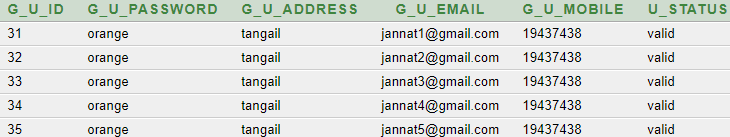 G_U_ID G_U_PASSWORD G_U_ADDRESS G_U_EMAIL G_U_MOBILE U_STATUS
31 orange tangail jannat1@gmail.com 19437438 valid
32 orange tangail jannat2@gmail.com 19437438 valid
33 orange tangail jannat3@gmail.com 19437438 valid
34 orange tangail jannat4@gmail.com 19437438 valid
35 orange tangail jannat5@gmail.com 19437438 valid